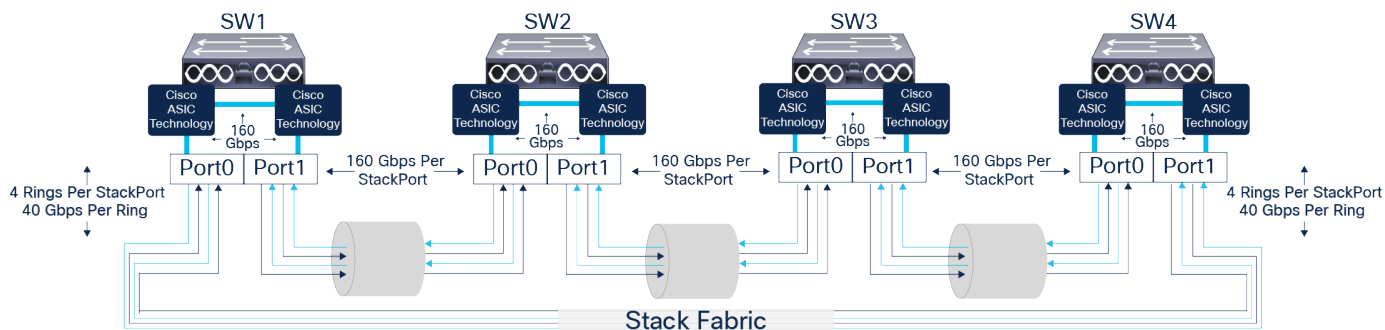 SW1
SW2
SW3
SW4
Cisco
ASIC
Technology
Cisco
ASIC
Technology
Cisco
ASIC
Technology
Cisco
ASIC
Technology
Cisco
ASIC
Technology
Cisco
ASIC
Technology
Cisco
ASIC
Technology
Cisco
ASIC
Technology
160
Gbps
160
Gbps
160
Gbps
160
Gbps
Port0
Port1
160 Gbps Per
StackPort
Port0
Port1
160 Gbps Per
StackPort
Port0
Port1
160 Gbps Per
StackPort
Port0
Port1
4 Rings Per StackPort
40 Gbps Per Ring
4 Rings Per StackPort
40 Gbps Per Ring
Stack Fabric